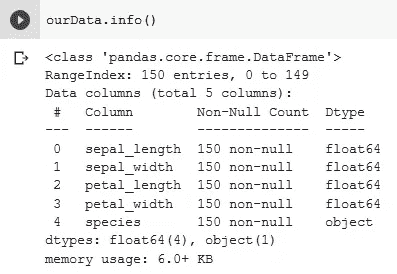 ourData.info()
<class 'pandas.core.frame.DataFrame'>
RangeIndex: 150 entries, 0 to 149
Data columns (total 5 columns):
 #   Column        Non-Null Count  Dtype
---  ------        --------------  -----
 0   sepal_length  150 non-null    float64
 1   sepal_width   150 non-null    float64
 2   petal_length  150 non-null    float64
 3   petal_width   150 non-null    float64
 4   species       150 non-null    object
dtypes: float64(4), object(1)
memory usage: 6.0+ KB